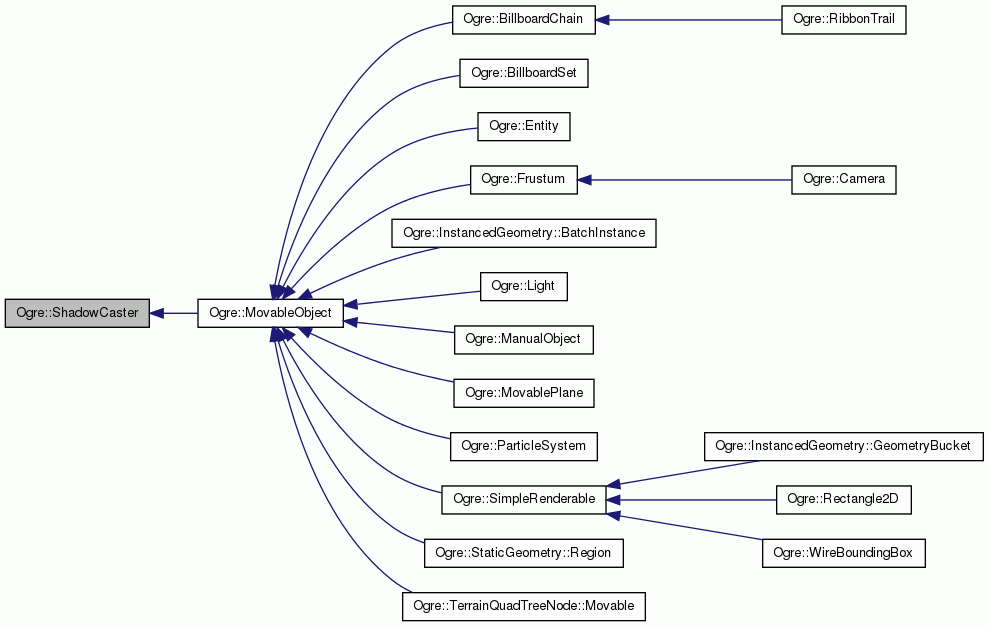 Ogre::BillboardChain
Ogre::RibbonTrail
Ogre::BillboardSet
Ogre::Entity
Ogre::Frustum
Ogre::Camera
Ogre::InstancedGeometry::BatchInstance
Ogre::Light
Ogre::ShadowCaster
Ogre::MovableObject
Ogre::ManualObject
Ogre::MovablePlane
Ogre::ParticleSystem
Ogre::InstancedGeometry::GeometryBucket
Ogre::SimpleRenderable
Ogre::Rectangle2D
Ogre::StaticGeometry::Region
Ogre::WireBoundingBox
Ogre::TerrainQuadTreeNode::Movable